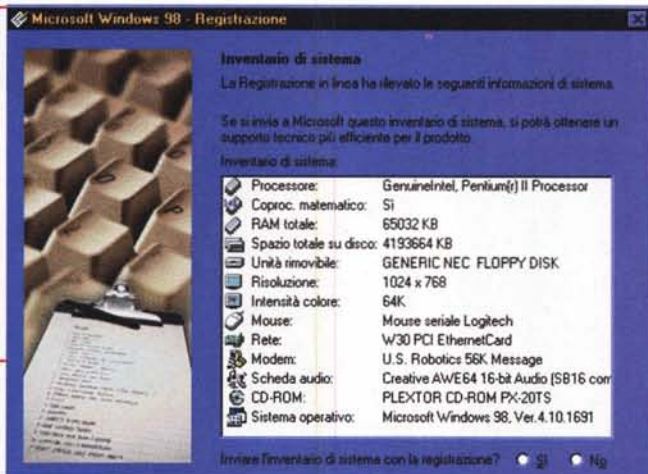 Microsoft Windows 98 - Registrazione
Inventario di sistema
La Registrazione in linea ha rilevato le seguenti informazioni di sistema.
Se si invia a Microsoft questo inventario di sistema, si potrà ottenere un
supporto tecnico più efficiente per il prodotto.
Inventario di sistema:
Processore: GenuineIntel, Pentium(r) II Processor
Coproc. matematico: Sì
RAM totale: 65032 KB
Spazio totale su disco: 4193664 KB
Unità rimovibile: GENERIC NEC FLOPPY DISK
Risoluzione: 1024 x 768
Intensità colore: 64K
Mouse: Mouse seriale Logitech
Rete: W30 PCI EthernetCard
Modem: U.S. Robotics 56K Message
Scheda audio: Creative AWE64 16-bit Audio (SB16 com
CD-ROM: PLEXTOR CD-ROM PX-20TS
Sistema operativo: Microsoft Windows 98, Ver.4.10.1691
Inviare l'inventario di sistema con la registrazione? Sì No